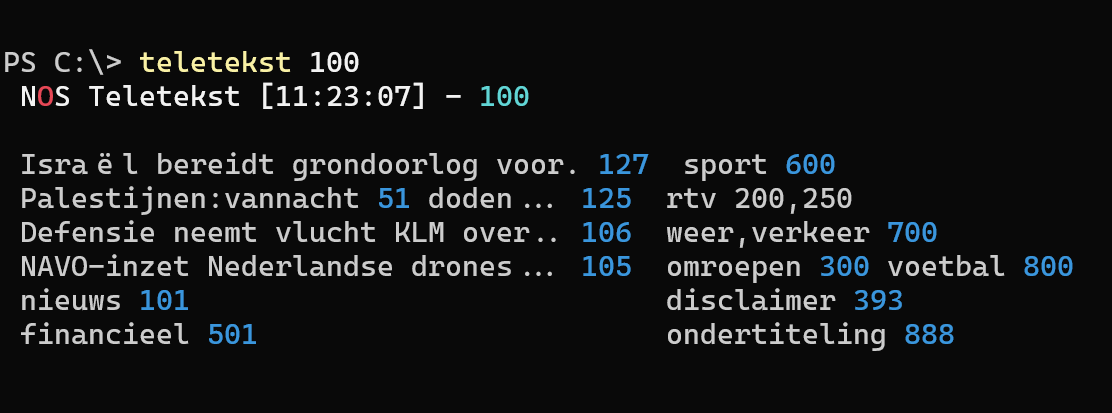 PS C:\> teletekst 100
NOS Teletekst [11:23:07] - 100
Israël bereidt grondoorlog voor. 127 sport 600
Palestijnen:vannacht 51 doden... 125 rtv 200,250
Defensie neemt vlucht KLM over.. 106 weer,verkeer 700
NAVO-inzet Nederlandse drones... 105 omroepen 300 voetbal 800
nieuws 101 disclaimer 393
financieel 501 ondertiteling 888